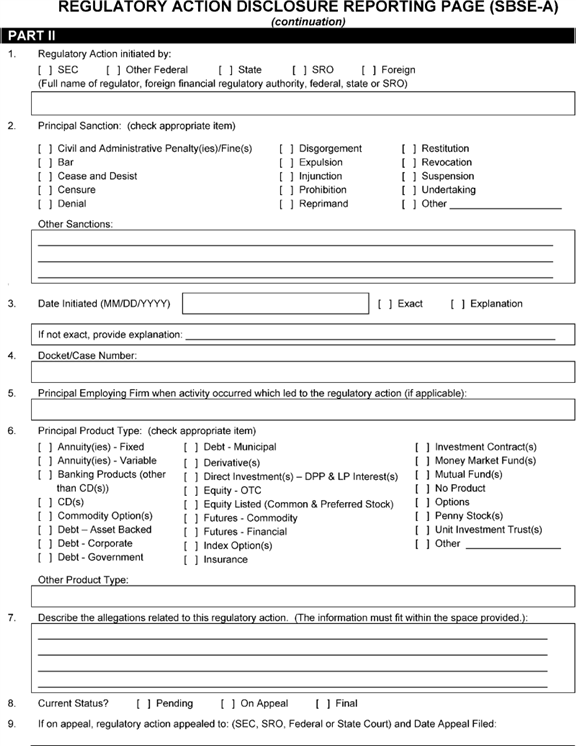 REGULATORY ACTION DISCLOSURE REPORTING PAGE (SBSE-A)
(continuation)
PART II
1. Regulatory Action initiated by:
[ ] SEC [ ] Other Federal [ ] State [ ] SRO [ ] Foreign
(Full name of regulator, foreign financial regulatory authority, federal, state or SRO)
2. Principal Sanction: (check appropriate item)
[ ] Civil and Administrative Penalty(ies)/Fine(s) [ ] Disgorgement [ ] Restitution
[ ] Bar [ ] Expulsion [ ] Revocation
[ ] Cease and Desist [ ] Injunction [ ] Suspension
[ ] Censure [ ] Prohibition [ ] Undertaking
[ ] Denial [ ] Reprimand [ ] Other
Other Sanctions:
3. Date Initiated (MM/DD/YYYY) [ ] Exact [ ] Explanation
If not exact, provide explanation:
4. Docket/Case Number:
5. Principal Employing Firm when activity occurred which led to the regulatory action (if applicable):
6. Principal Product Type: (check appropriate item)
[ ] Annuity(ies) - Fixed [ ] Debt - Municipal [ ] Investment Contract(s)
[ ] Annuity(ies) - Variable [ ] Derivative(s) [ ] Money Market Fund(s)
[ ] Banking Products (other [ ] Direct Investment(s) – DPP & LP Interest(s) [ ] Mutual Fund(s)
than CD(s)) [ ] Equity - OTC [ ] No Product
[ ] CD(s) [ ] Equity Listed (Common & Preferred Stock) [ ] Options
[ ] Commodity Option(s) [ ] Futures - Commodity [ ] Penny Stock(s)
[ ] Debt – Asset Backed [ ] Futures - Financial [ ] Unit Investment Trust(s)
[ ] Debt - Corporate [ ] Index Option(s) [ ] Other
[ ] Debt - Government [ ] Insurance
Other Product Type:
7. Describe the allegations related to this regulatory action. (The information must fit within the space provided.):
8. Current Status? [ ] Pending [ ] On Appeal [ ] Final
9. If on appeal, regulatory action appealed to: (SEC, SRO, Federal or State Court) and Date Appeal Filed: